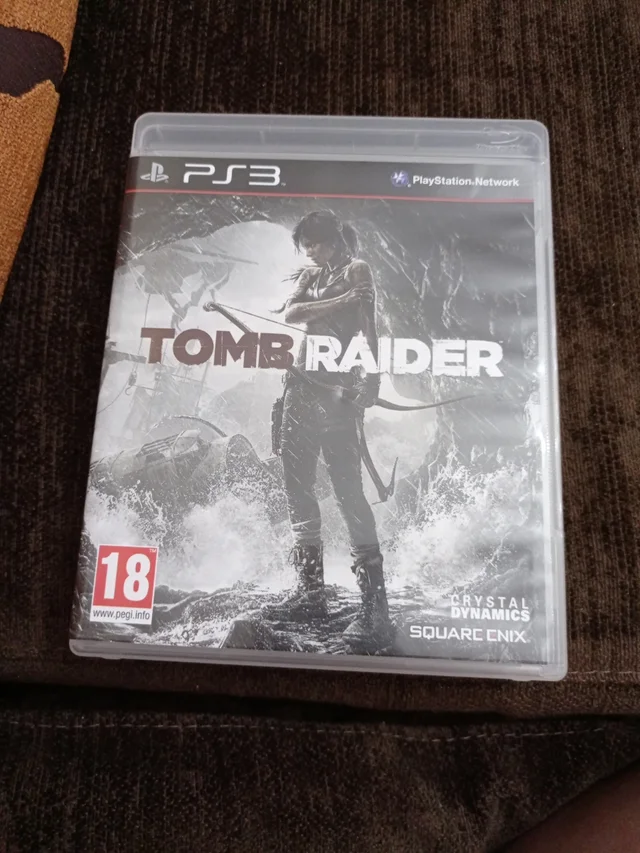 PS3
PlayStation®Network
TOMB RAIDER
18
www.pegi.info
CRYSTAL
DYNAMICS
SQUARE ENIX